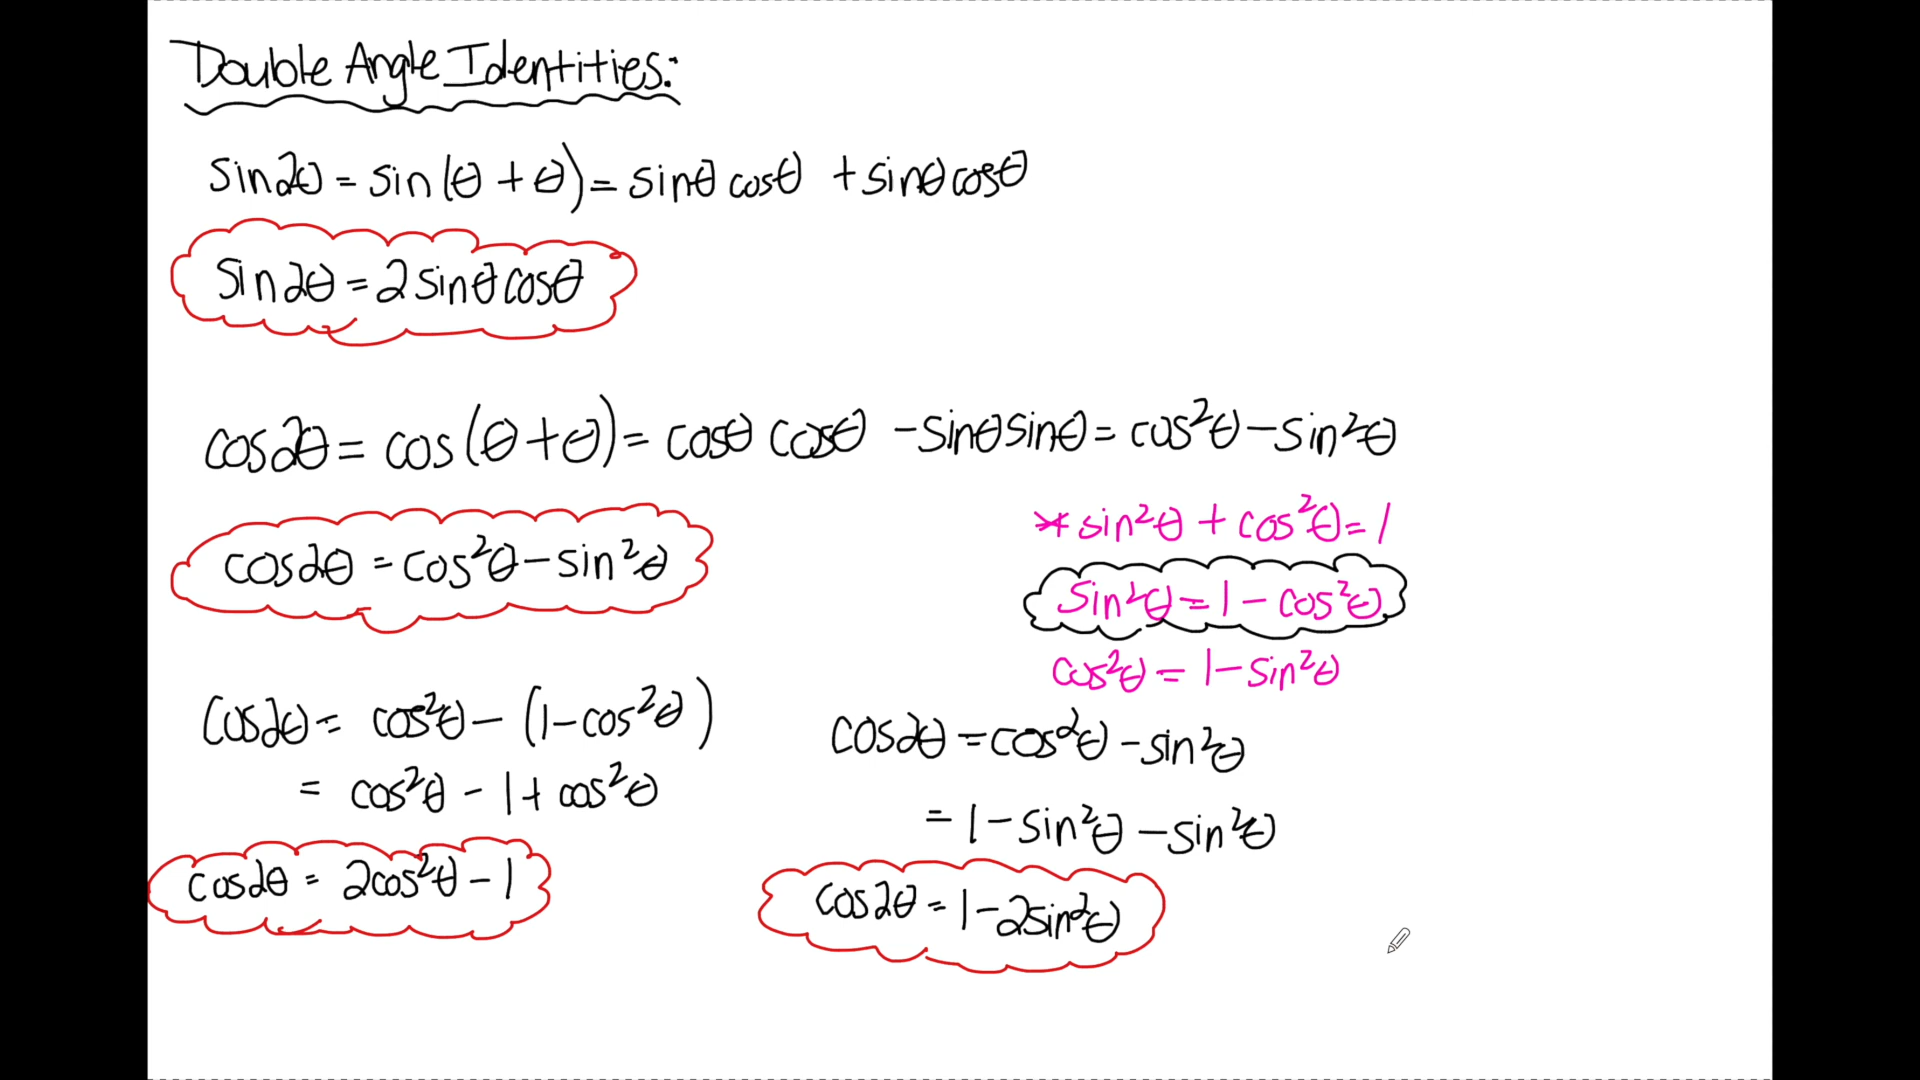 Double Angle Identities:
sin2θ = sin(θ + θ) = sinθ cosθ + sinθ cosθ
sin2θ = 2 sinθ cosθ
cos2θ = cos(θ + θ) = cosθ cosθ - sinθ sinθ = cos²θ - sin²θ
* sin²θ + cos²θ = 1
cos2θ = cos²θ - sin²θ
sin²θ = 1 - cos²θ
cos²θ = 1 - sin²θ
cos2θ = cos²θ - (1 - cos²θ)
= cos²θ - 1 + cos²θ
cos2θ = 2cos²θ - 1
cos2θ = cos²θ - sin²θ
= 1 - sin²θ - sin²θ
cos2θ = 1 - 2sin²θ